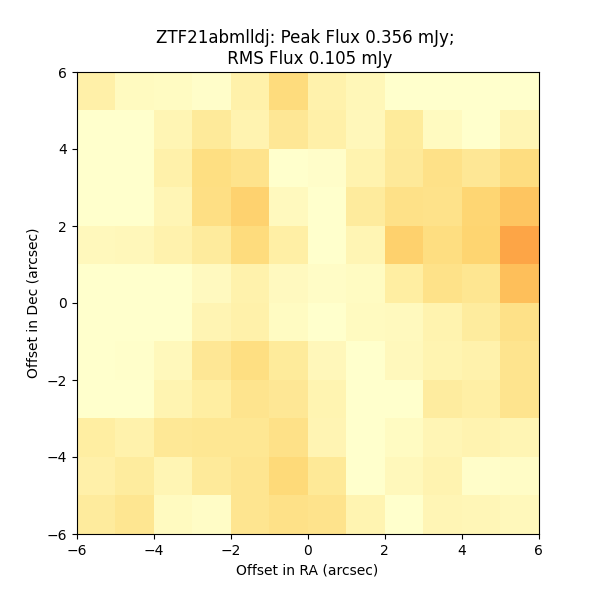 ZTF21abmlldj: Peak Flux 0.356 mJy;
RMS Flux 0.105 mJy
6
4
2
0
−2
−4
−6
Offset in Dec (arcsec)
−6 −4 −2 0 2 4 6
Offset in RA (arcsec)